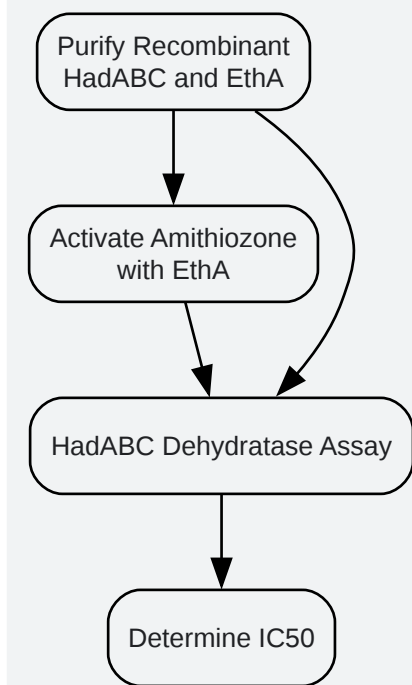 Purify Recombinant
HadABC and EthA
Activate Amithiozone
with EthA
HadABC Dehydratase Assay
Determine IC50